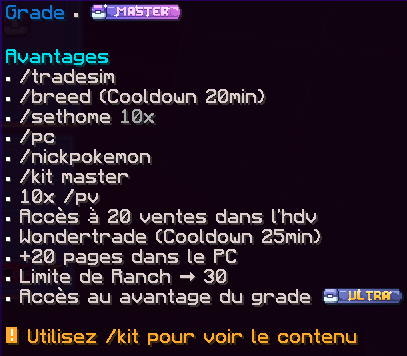 Grade • MASTER
Avantages
• /tradesim
• /breed (Cooldown 20min)
• /sethome 10x
• /pc
• /nickpokemon
• /kit master
• 10x /pv
• Accès à 20 ventes dans l'hdv
• Wondertrade (Cooldown 25min)
• +20 pages dans le PC
• Limite de Ranch → 30
• Accès au avantage du grade ULTRA
! Utilisez /kit pour voir le contenu